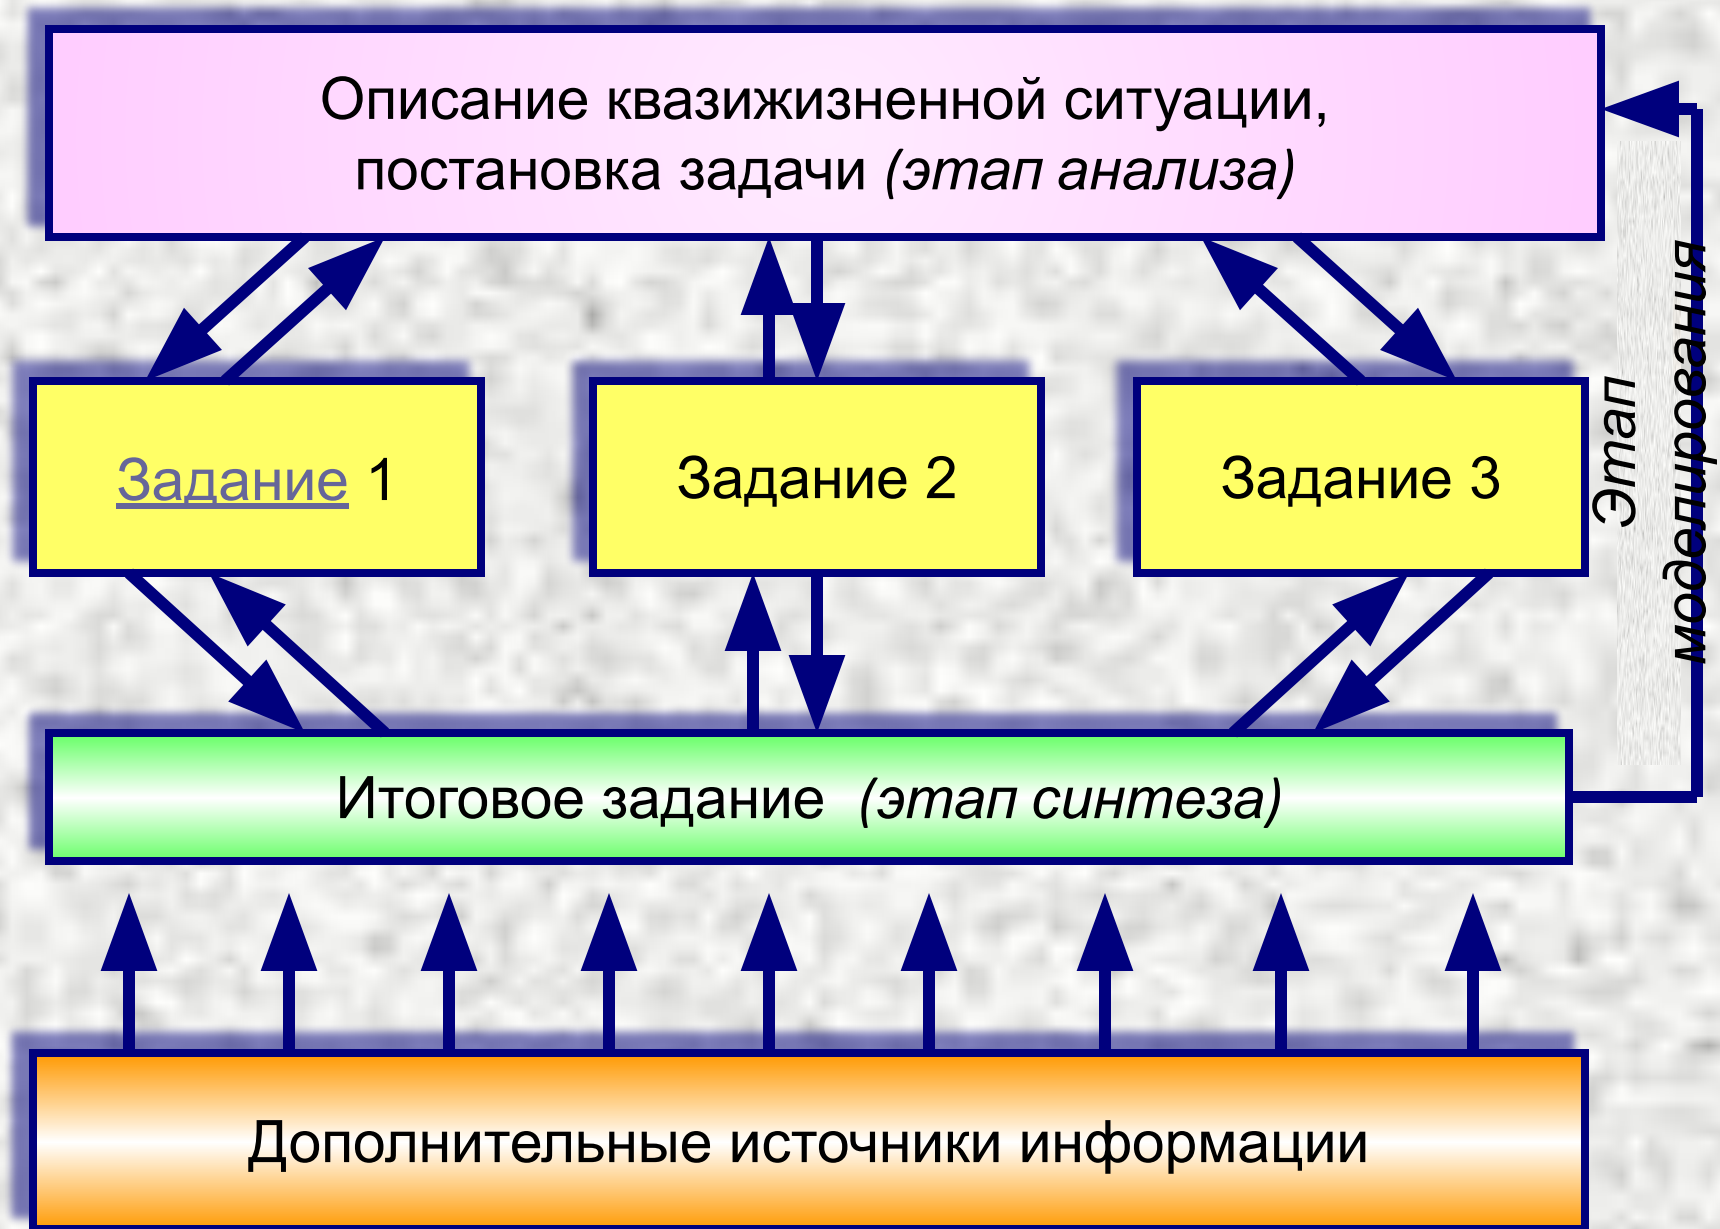 Описание квазижизненной ситуации,
постановка задачи (этап анализа)
Задание 1
Задание 2
Задание 3
Этап
моделирования
Итоговое задание (этап синтеза)
Дополнительные источники информации